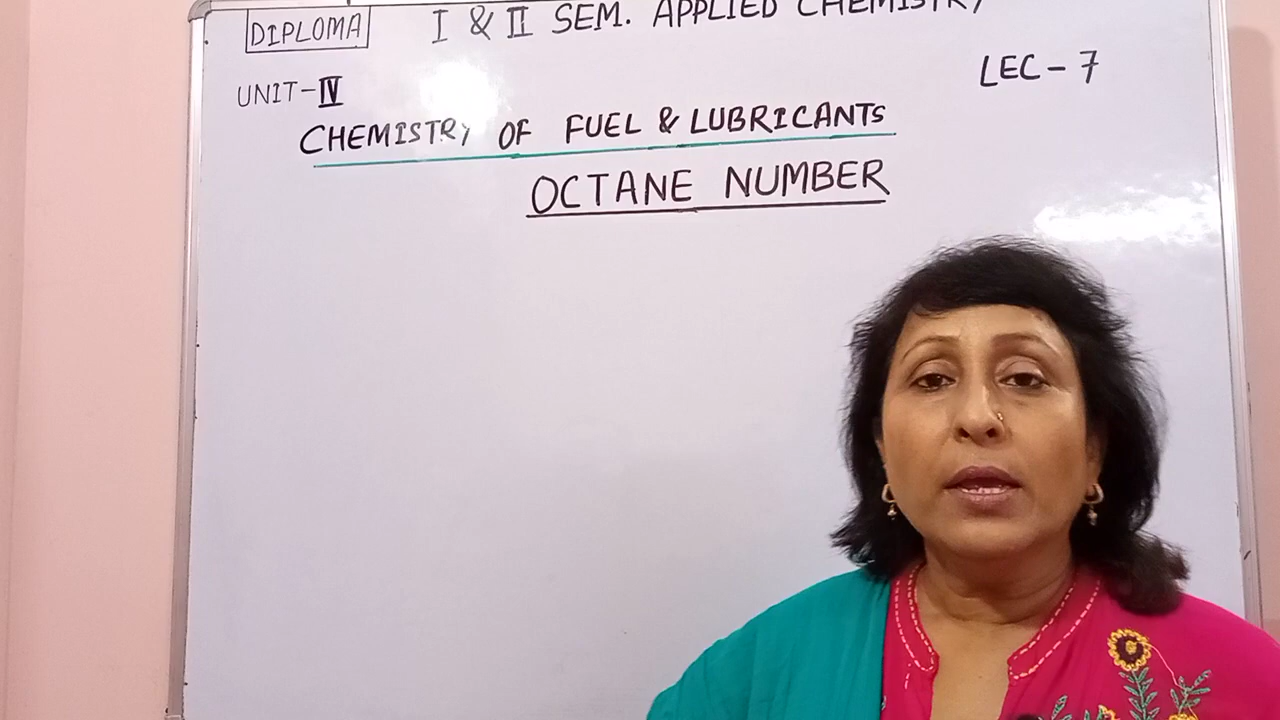 DIPLOMA I & II SEM. APPLIED CHEMISTRY
LEC-7
UNIT-IV
CHEMISTRY OF FUEL & LUBRICANTS
OCTANE NUMBER